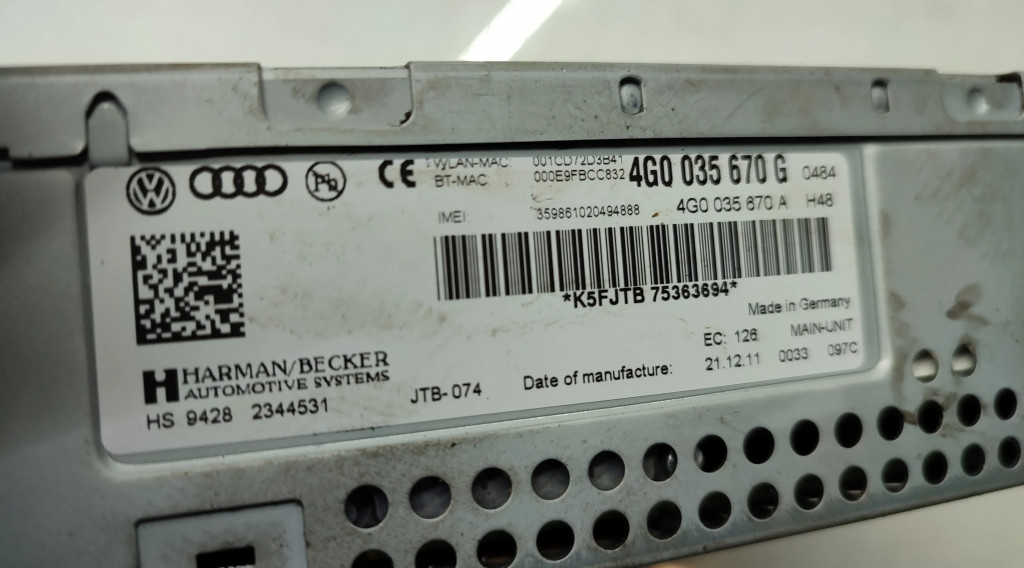 WLAN-MAC 001CD72D3B41
BT-MAC 000E9FBCC832 4G0 035 670 G 0484
IMEI: 359861020494888 4G0 035 670 A H48
*K5FJTB 75363694*
Made in Germany
HARMAN/BECKER
AUTOMOTIVE SYSTEMS
HS 9428 2344531
JTB-074
EC: 126 MAIN-UNIT
Date of manufacture: 21.12.11 0033 097C